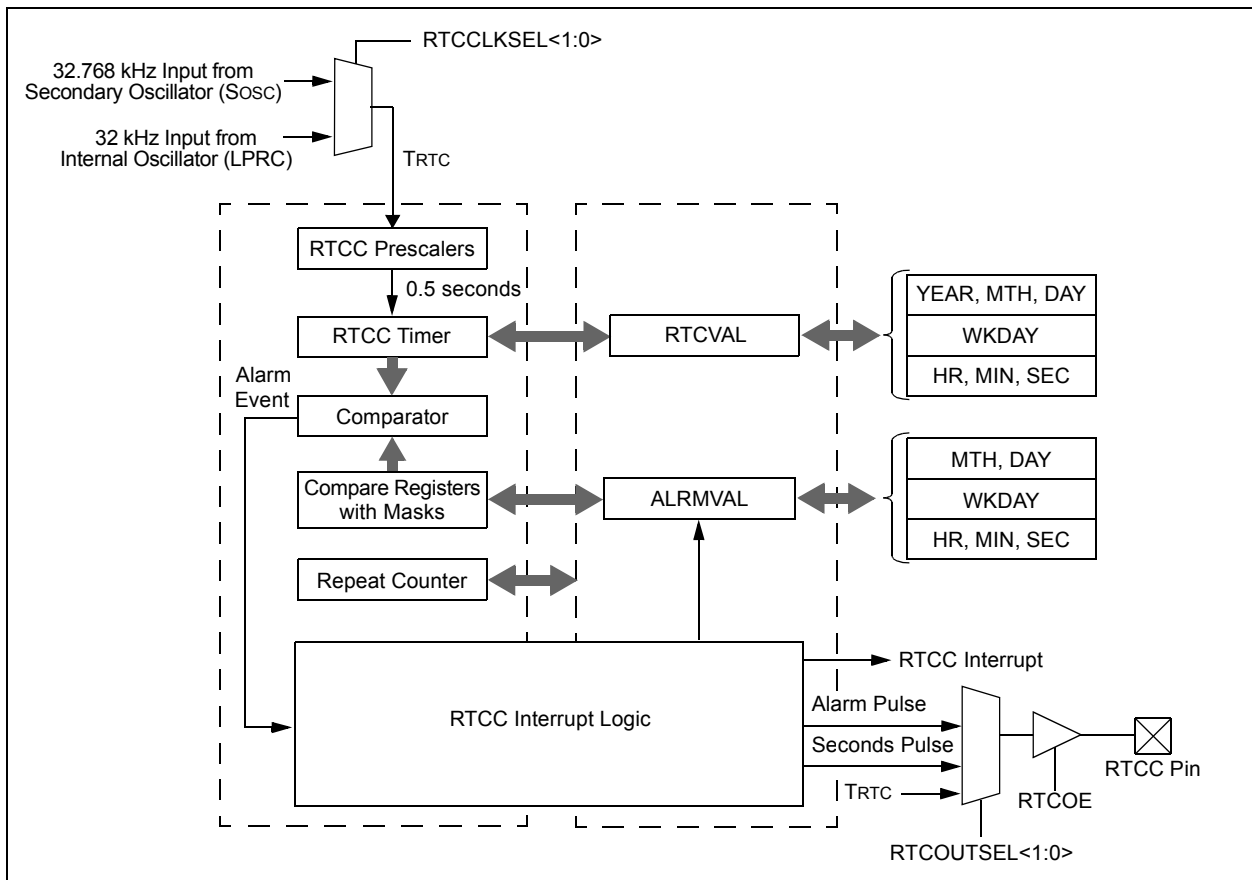 RTCCLKSEL<1:0>
32.768 kHz Input from
Secondary Oscillator (SOSC)
32 kHz Input from
Internal Oscillator (LPRC)
TRTC
RTCC Prescalers
0.5 seconds
RTCC Timer
RTCVAL
YEAR, MTH, DAY
WKDAY
HR, MIN, SEC
Alarm
Event
Comparator
Compare Registers
with Masks
ALRMVAL
MTH, DAY
WKDAY
HR, MIN, SEC
Repeat Counter
RTCC Interrupt Logic
RTCC Interrupt
Alarm Pulse
Seconds Pulse
TRTC
RTCC Pin
RTCOE
RTCOUTSEL<1:0>